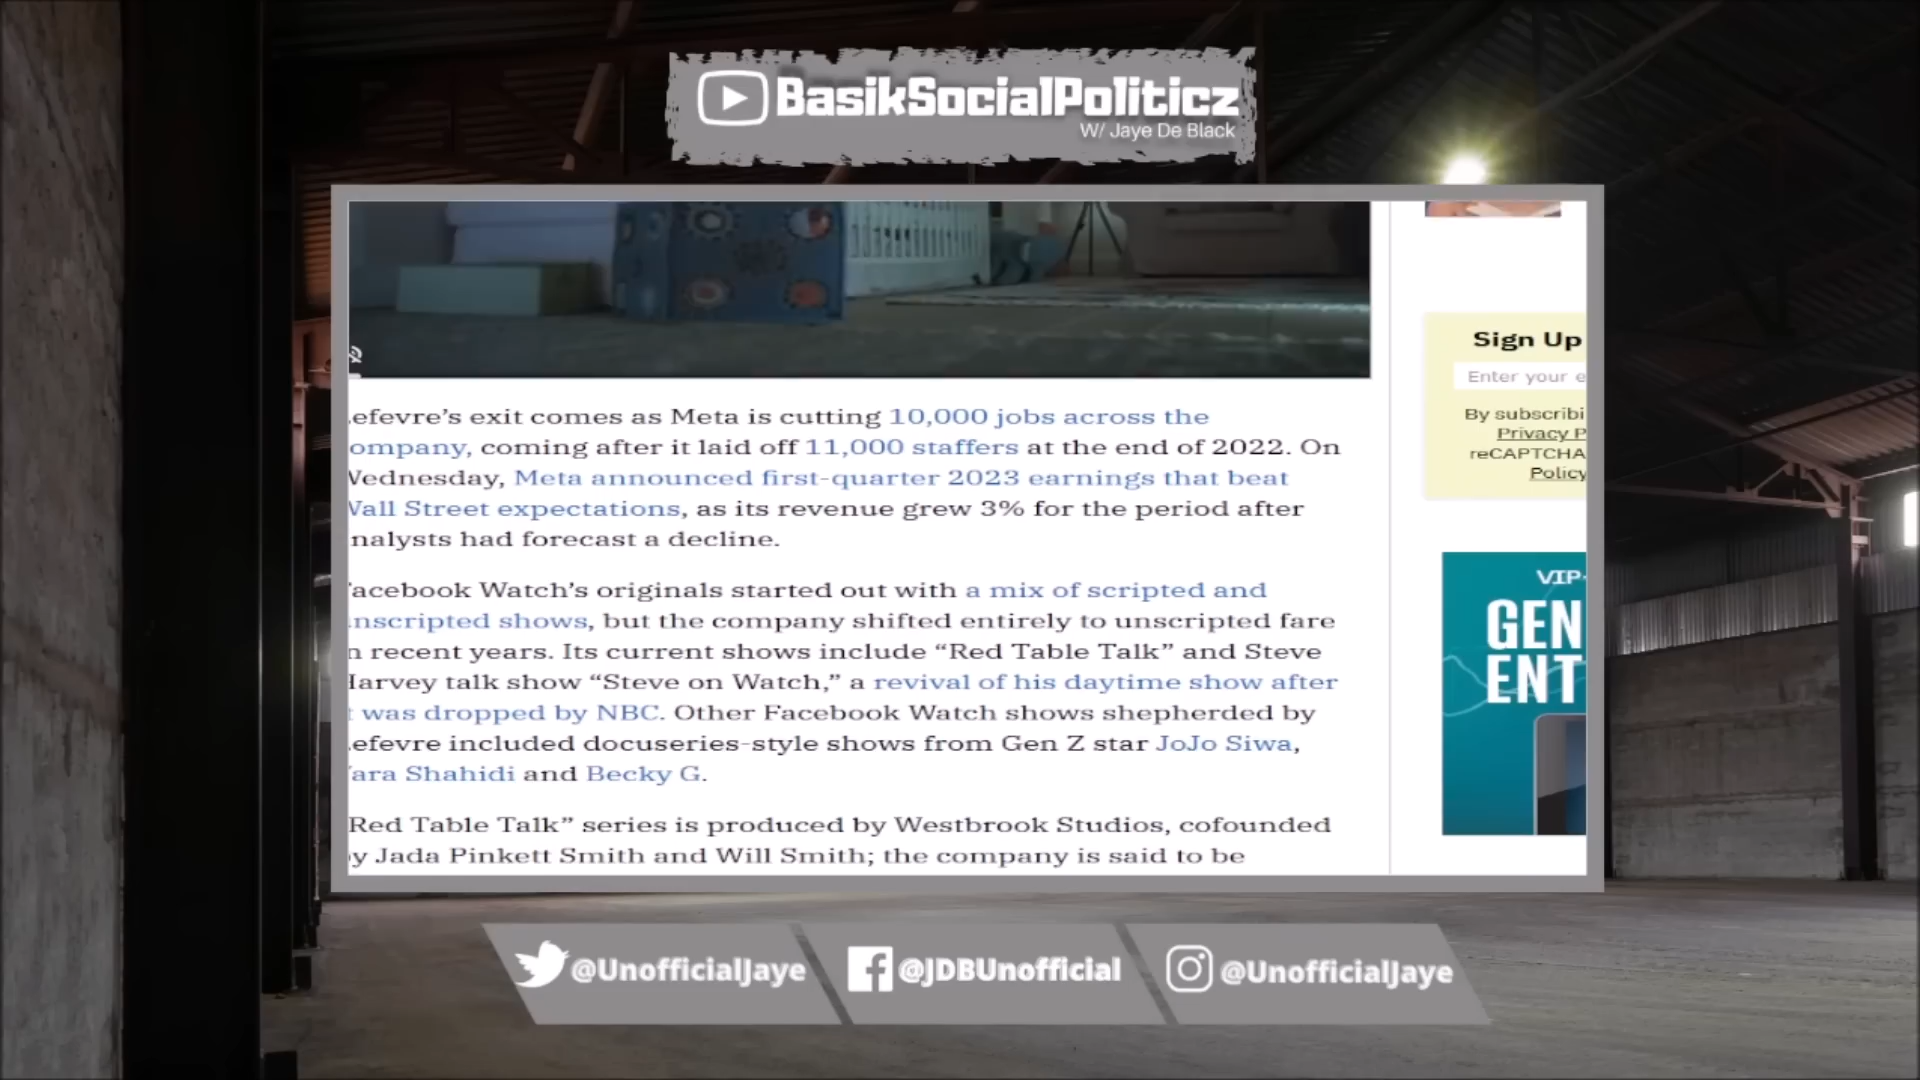 BasikSocialPoliticz
W/ Jaye De Black
efevre’s exit comes as Meta is cutting 10,000 jobs across the
ompany, coming after it laid off 11,000 staffers at the end of 2022. On
Vednesday, Meta announced first-quarter 2023 earnings that beat
Vall Street expectations, as its revenue grew 3% for the period after
nalysts had forecast a decline.
acebook Watch’s originals started out with a mix of scripted and
nscripted shows, but the company shifted entirely to unscripted fare
n recent years. Its current shows include “Red Table Talk” and Steve
Harvey talk show “Steve on Watch,” a revival of his daytime show after
t was dropped by NBC. Other Facebook Watch shows shepherded by
efevre included docuseries-style shows from Gen Z star JoJo Siwa,
ara Shahidi and Becky G.
Red Table Talk” series is produced by Westbrook Studios, cofounded
y Jada Pinkett Smith and Will Smith; the company is said to be
Sign Up
Enter your e
By subscribi
Privacy P
reCAPTCHA
Policy
VIP
GEN
ENT
@UnofficialJaye
@JDBUnofficial
@UnofficialJaye